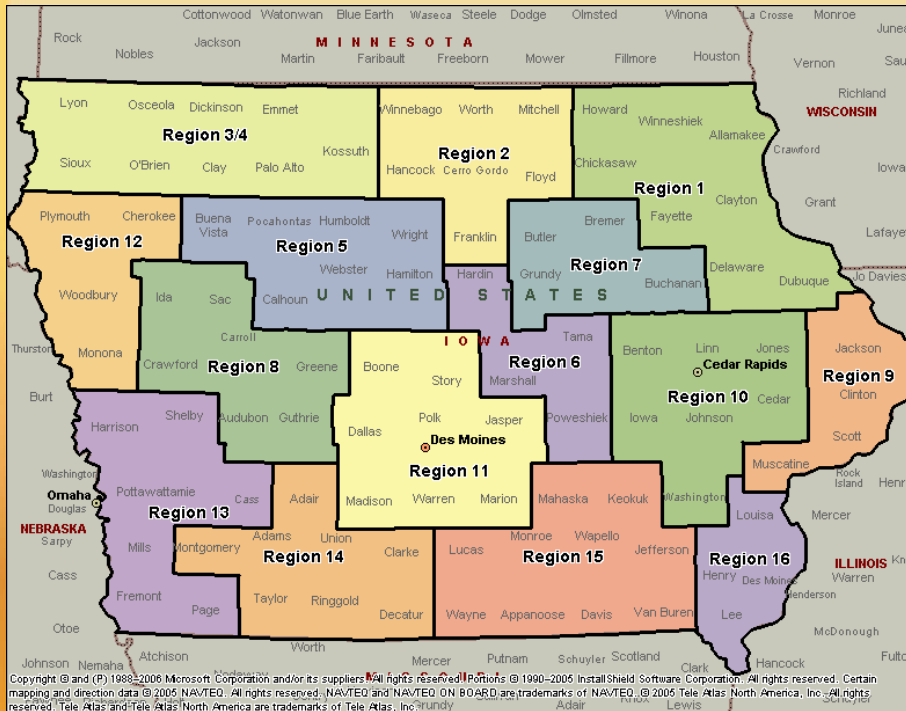 Cottonwood Watonwan Blue Earth Waseca Steele Dodge Olmsted Winona La Crosse Monroe
Rock Nobles Jackson MINNESOTA Houston Vernon
Martin Faribault Freeborn Mower Fillmore
Richland
WISCONSIN
Crawford
Grant
Lafayet
Jo Davies
Lyon Osceola Dickinson Emmet
Region 3/4
Kossuth
Sioux O'Brien Clay Palo Alto
Winnebago Worth Mitchell
Region 2
Hancock Cerro Gordo
Floyd
Franklin
Howard Winneshiek
Allamakee
Chickasaw
Region 1
Clayton
Fayette
Delaware
Dubuque
Plymouth Cherokee
Region 12
Woodbury
Monona
Buena Vista Pocahontas Humboldt
Region 5 Wright
Webster Hamilton
Calhoun
Bremer
Butler
Region 7
Grundy
Buchanan
UNITED STATES
IOWA
Ida Sac
Carroll
Crawford Region 8 Greene
Audubon Guthrie
Hardin
Tama
Region 6
Marshall
Poweshiek
Boone
Story
Polk Jasper
Dallas
Des Moines
Region 11
Madison Warren Marion
Benton Linn Jones
Cedar Rapids
Region 10 Cedar
Iowa Johnson
Washington
Jackson
Region 9
Clinton
Scott
Muscatine
Rock Island
Thurston
Burt
Washington
Omaha
Douglas
NEBRASKA
Sarpy
Cass
Otoe
Harrison Shelby
Pottawattamie Cass
Region 13
Mills
Fremont
Page
Adair
Montgomery Adams Union
Region 14 Clarke
Taylor Ringgold
Decatur
Mahaska Keokuk
Monroe Wapello
Lucas Region 15 Jefferson
Wayne Appanoose Davis Van Buren
Louisa
Region 16
Henry Des Moines
Lee
Mercer
ILLINOIS
Warren
Henderson
McDonough
Hancock
Johnson Nemaha Atchison Worth Mercer Putnam Schuyler Scotland Clark
Copyright © and (P) 1988–2006 Microsoft Corporation and/or its suppliers. All rights reserved. Portions © 1990–2005 InstallShield Software Corporation. All rights reserved. Certain
mapping and direction data © 2005 NAVTEQ. All rights reserved. NAVTEQ and NAVTEQ ON BOARD are trademarks of NAVTEQ. © 2005 Tele Atlas North America, Inc. All rights
reserved. Tele Atlas and Tele Atlas North America are trademarks of Tele Atlas, Inc.
Grundy Adair Knox Lewis Schuyler